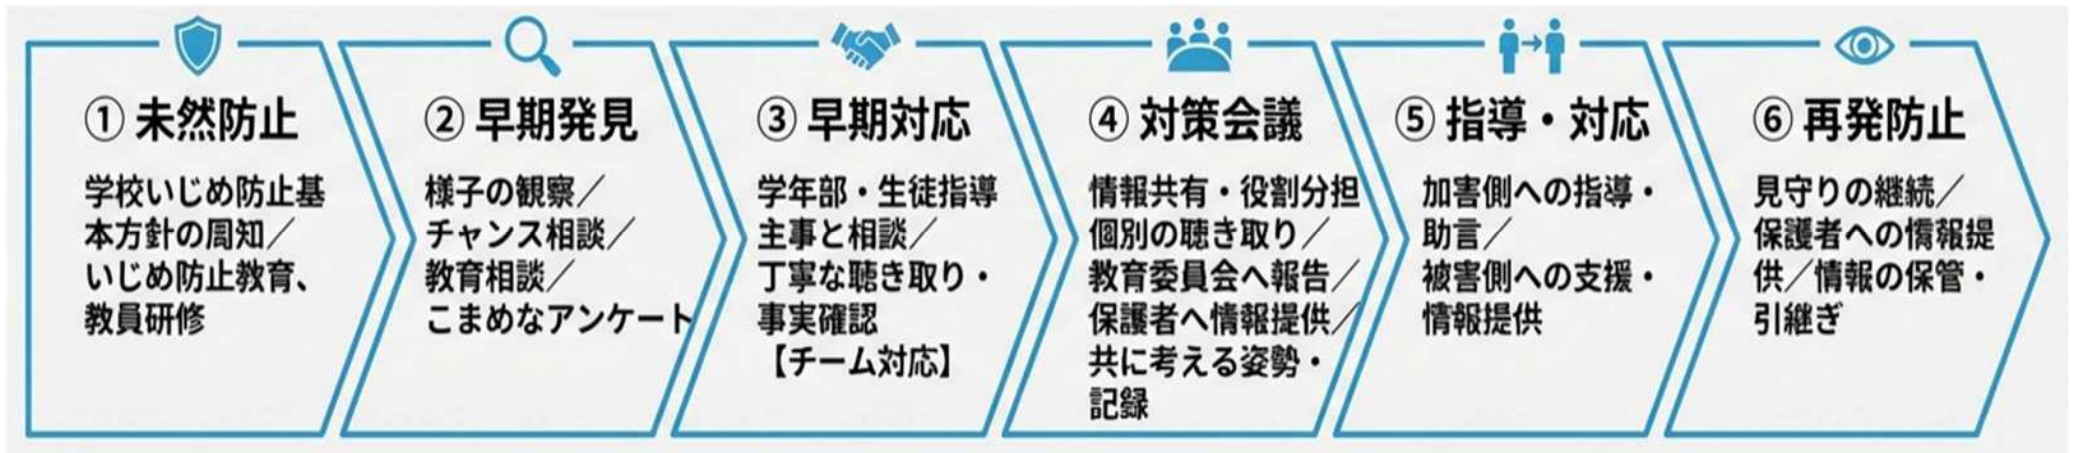 ① 未然防止
学校いじめ防止基
本方針の周知／
いじめ防止教育、
教員研修
② 早期発見
様子の観察／
チャンス相談／
教育相談／
こまめなアンケート
③ 早期対応
学年部・生徒指導
主事と相談／
丁寧な聴き取り・
事実確認
【チーム対応】
④ 対策会議
情報共有・役割分担
個別の聴き取り／
教育委員会へ報告／
保護者へ情報提供／
共に考える姿勢・
記録
⑤ 指導・対応
加害側への指導・
助言／
被害側への支援・
情報提供
⑥ 再発防止
見守りの継続／
保護者への情報提
供／情報の保管・
引継ぎ